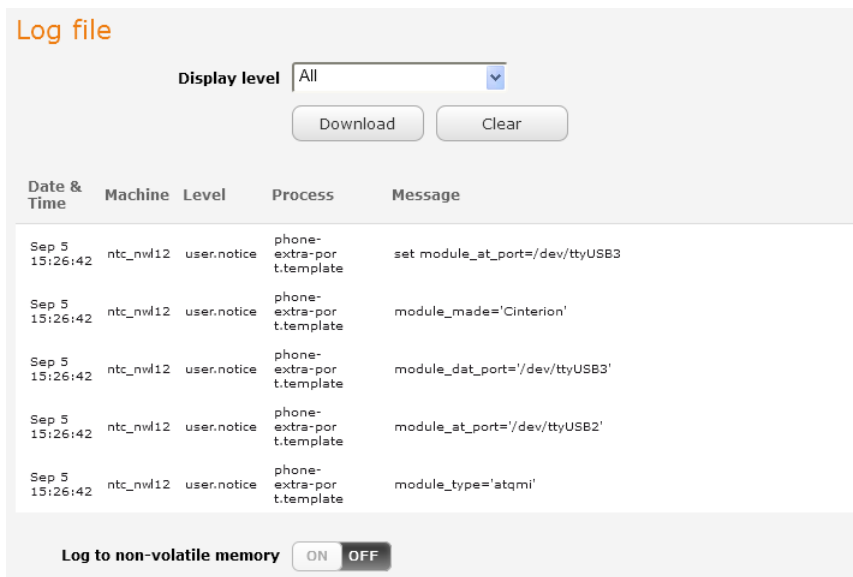 Log file
Display level All
Download Clear
Date &
Time Machine Level Process Message
Sep 5
15:26:42 ntc_nwl12 user.notice phone-
extra-por
t.template set module_at_port=/dev/ttyUSB3
Sep 5
15:26:42 ntc_nwl12 user.notice phone-
extra-por
t.template module_made='Cinterion'
Sep 5
15:26:42 ntc_nwl12 user.notice phone-
extra-por
t.template module_dat_port='/dev/ttyUSB3'
Sep 5
15:26:42 ntc_nwl12 user.notice phone-
extra-por
t.template module_at_port='/dev/ttyUSB2'
Sep 5
15:26:42 ntc_nwl12 user.notice phone-
extra-por
t.template module_type='atqmi'
Log to non-volatile memory ON OFF